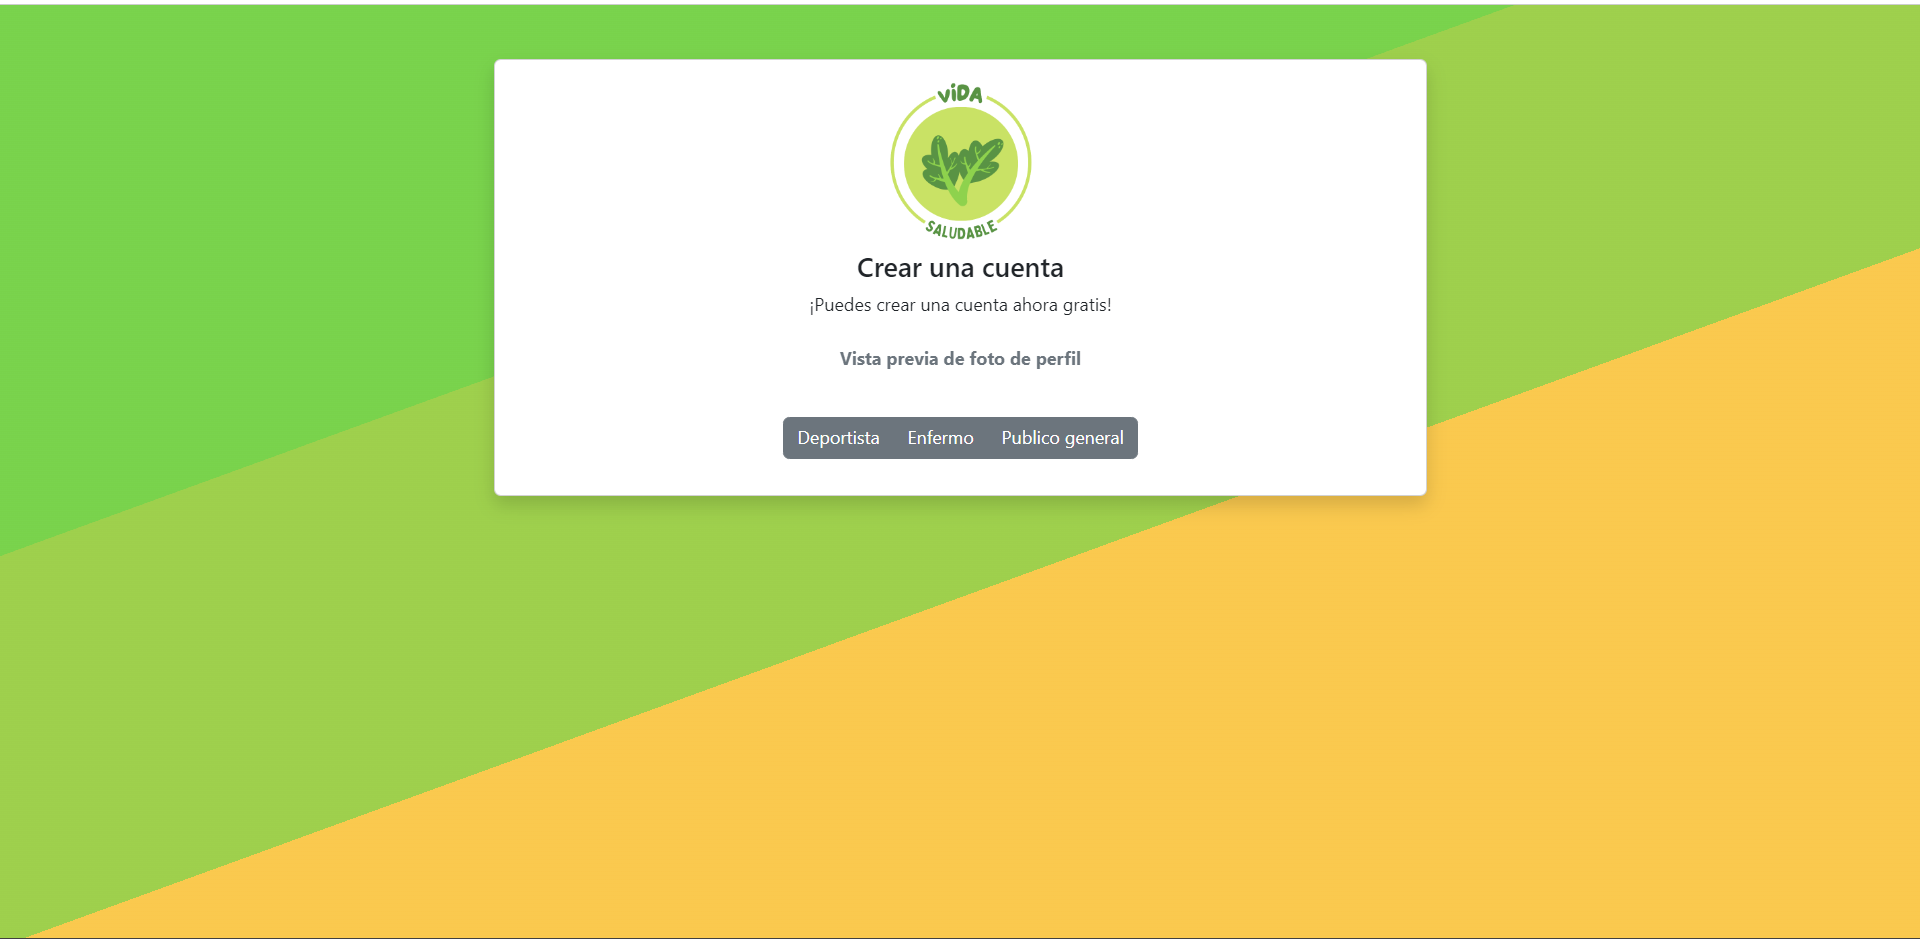 ViDA
SALUDABLE
Crear una cuenta
¡Puedes crear una cuenta ahora gratis!
Vista previa de foto de perfil
Deportista Enfermo Publico general